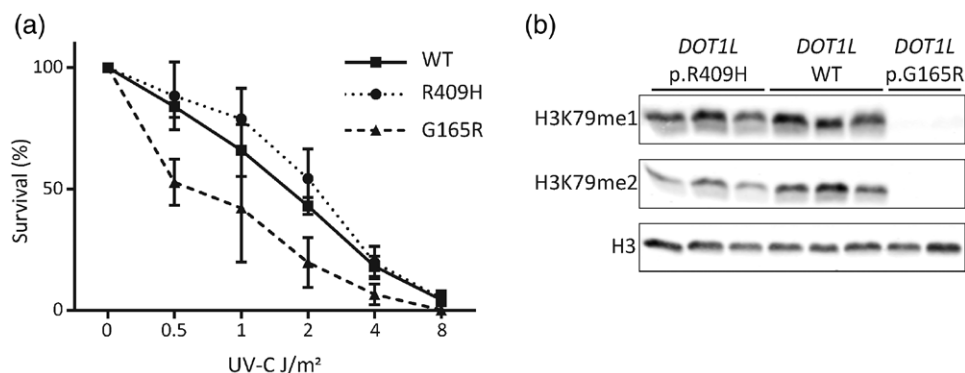 (a)
100
50
0
Survival (%)
0 0.5 1 2 4 8
UV-C J/m²
WT
R409H
G165R
(b)
DOT1L DOT1L DOT1L
p.R409H WT p.G165R
H3K79me1
H3K79me2
H3